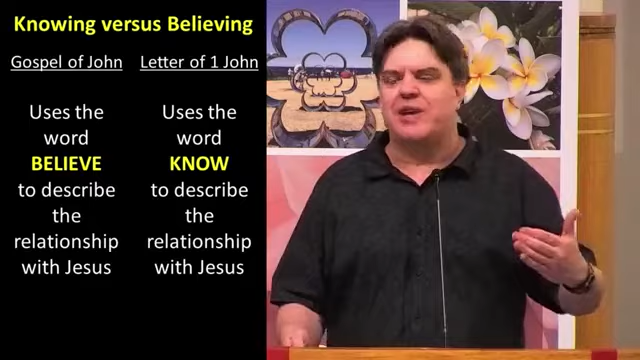 Knowing versus Believing
Gospel of John
Letter of 1 John
Uses the
word
BELIEVE
to describe
the
relationship
with Jesus
Uses the
word
KNOW
to describe
the
relationship
with Jesus